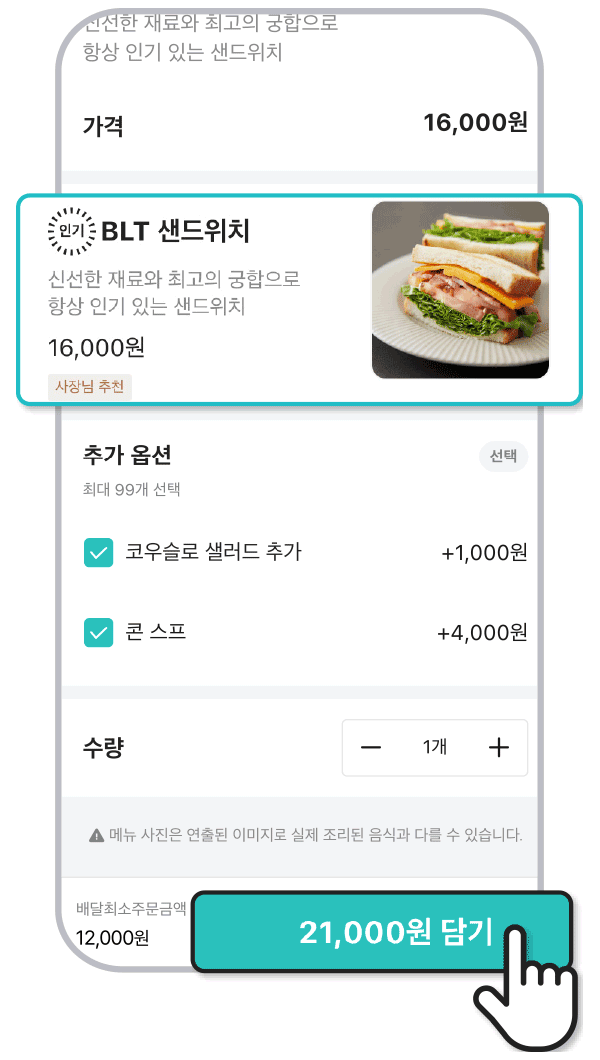 신선한 재료와 최고의 궁합으로
항상 인기 있는 샌드위치
가격
16,000원
인기
BLT 샌드위치
신선한 재료와 최고의 궁합으로
항상 인기 있는 샌드위치
16,000원
사장님 추천
추가 옵션
선택
최대 99개 선택
코우슬로 샐러드 추가
+1,000원
콘 스프
+4,000원
수량
1개
메뉴 사진은 연출된 이미지로 실제 조리된 음식과 다를 수 있습니다.
배달최소주문금액
12,000원
21,000원 담기